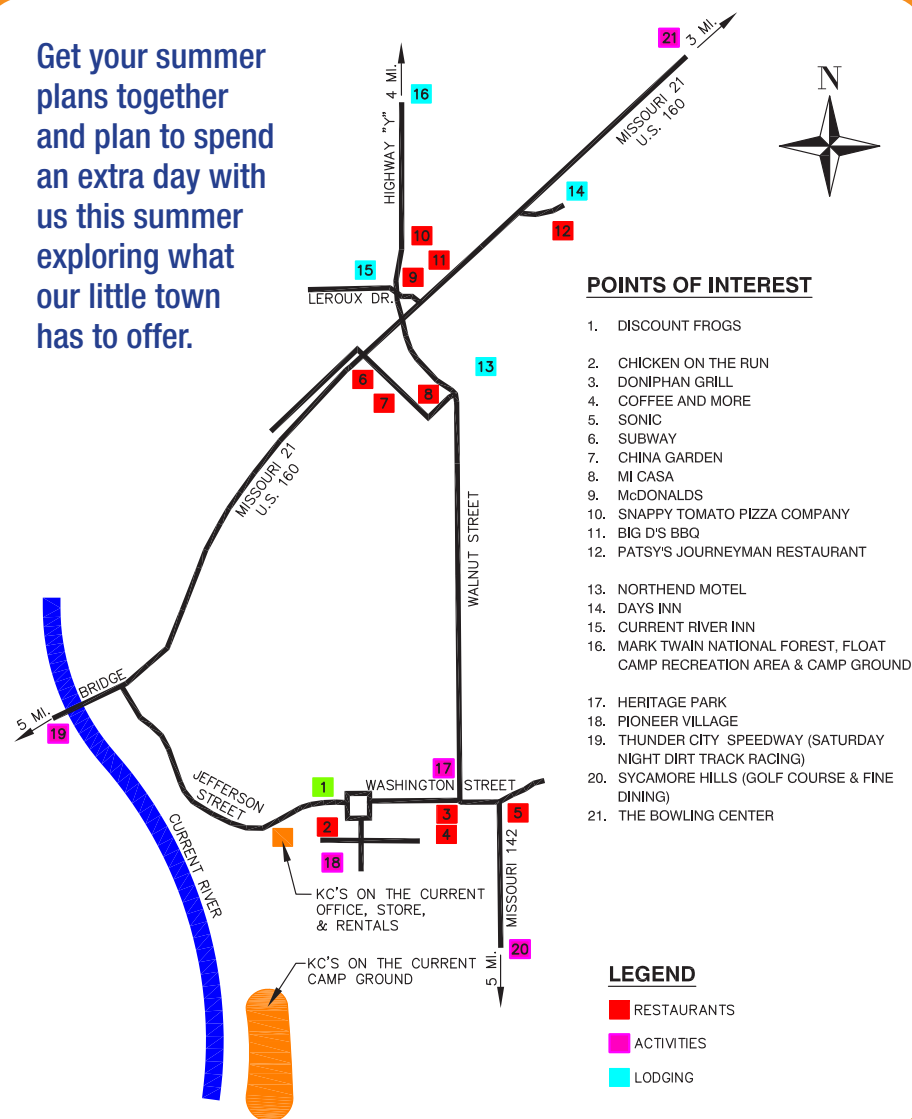 Get your summer
plans together
and plan to spend
an extra day with
us this summer
exploring what
our little town
has to offer.
21
3 MI.
N
HIGHWAY "Y" 4 MI.
16
MISSOURI 21
U.S. 160
14
12
10
11
15
9
LEROUX DR.
13
6
7
8
MISSOURI 21
U.S. 160
WALNUT STREET
BRIDGE
5 MI.
19
JEFFERSON
STREET
CURRENT RIVER
1
17
WASHINGTON STREET
2
3
4
5
18
MISSOURI 142
KC'S ON THE CURRENT
OFFICE, STORE,
& RENTALS
20
5 MI.
KC'S ON THE CURRENT
CAMP GROUND
POINTS OF INTEREST
1. DISCOUNT FROGS
2. CHICKEN ON THE RUN
3. DONIPHAN GRILL
4. COFFEE AND MORE
5. SONIC
6. SUBWAY
7. CHINA GARDEN
8. MI CASA
9. McDONALDS
10. SNAPPY TOMATO PIZZA COMPANY
11. BIG D'S BBQ
12. PATSY'S JOURNEYMAN RESTAURANT
13. NORTHEND MOTEL
14. DAYS INN
15. CURRENT RIVER INN
16. MARK TWAIN NATIONAL FOREST, FLOAT
CAMP RECREATION AREA & CAMP GROUND
17. HERITAGE PARK
18. PIONEER VILLAGE
19. THUNDER CITY SPEEDWAY (SATURDAY
NIGHT DIRT TRACK RACING)
20. SYCAMORE HILLS (GOLF COURSE & FINE
DINING)
21. THE BOWLING CENTER
LEGEND
RESTAURANTS
ACTIVITIES
LODGING